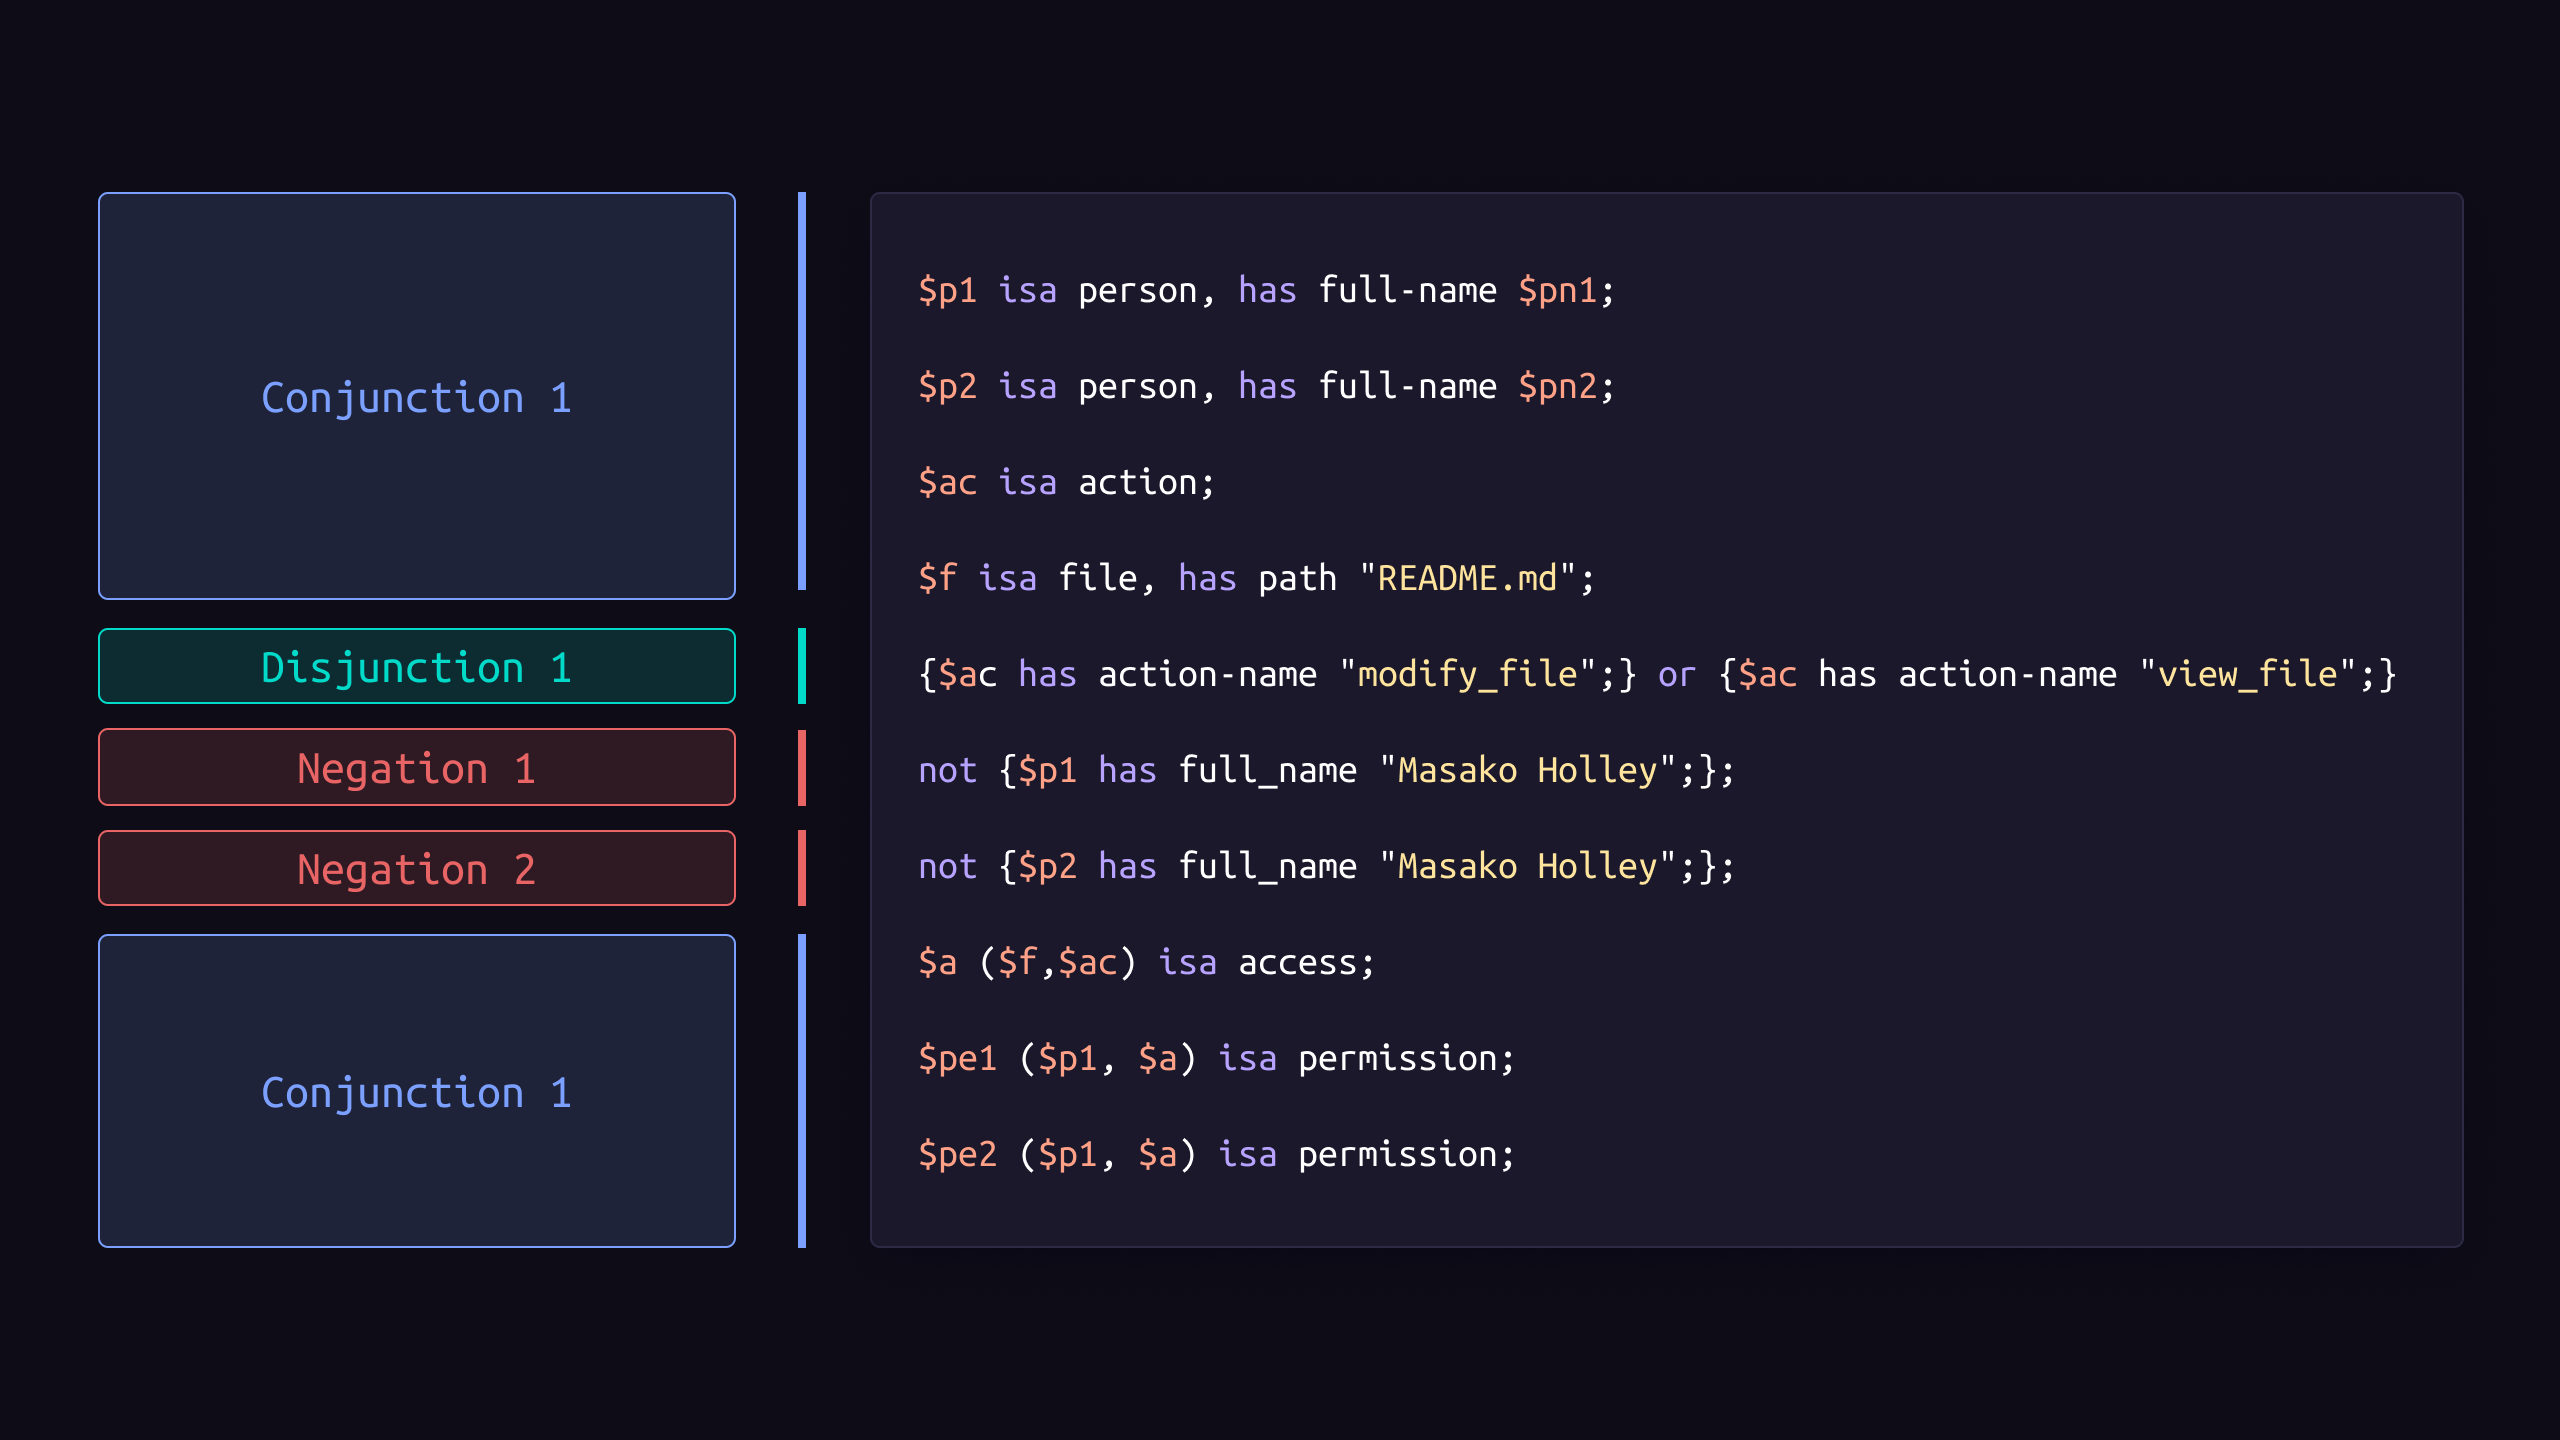 Conjunction 1
Disjunction 1
Negation 1
Negation 2
Conjunction 1
$p1 isa person, has full-name $pn1;
$p2 isa person, has full-name $pn2;
$ac isa action;
$f isa file, has path "README.md";
{$ac has action-name "modify_file";} or {$ac has action-name "view_file";}
not {$p1 has full_name "Masako Holley";};
not {$p2 has full_name "Masako Holley";};
$a ($f,$ac) isa access;
$pe1 ($p1, $a) isa permission;
$pe2 ($p1, $a) isa permission;